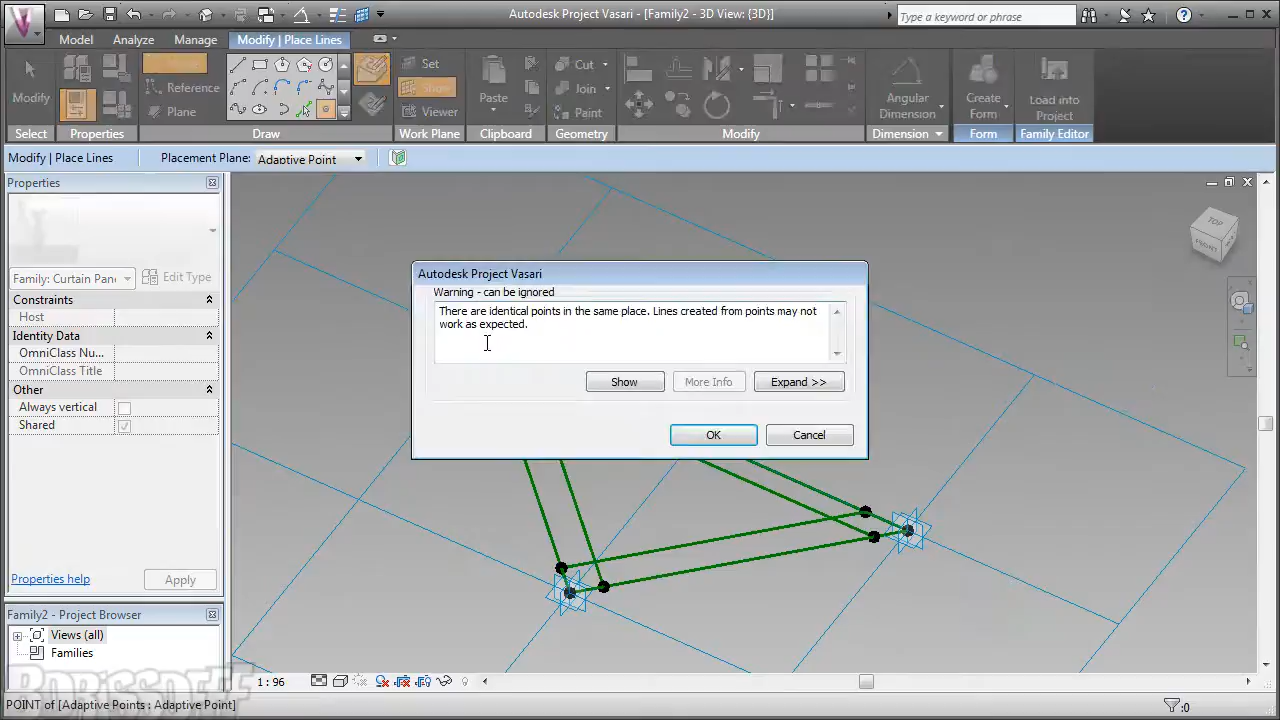 Autodesk Project Vasari - [Family2 - 3D View: {3D}]
Type a keyword or phrase
Model Analyze Manage Modify | Place Lines
Modify
Reference
Plane
Set
Show
Viewer
Paste
Cut
Join
Paint
Angular
Dimension
Create
Form
Load into
Project
Select Properties Draw Work Plane Clipboard Geometry Modify Dimension Form Family Editor
Modify | Place Lines Placement Plane: Adaptive Point
Properties
Family: Curtain Pane
Edit Type
Constraints
Host
Identity Data
OmniClass Nu...
OmniClass Title
Other
Always vertical
Shared
Properties help Apply
Family2 - Project Browser
Views (all)
Families
TOP
FRONT
Autodesk Project Vasari
Warning - can be ignored
There are identical points in the same place. Lines created from points may not
work as expected.
Show More Info Expand >>
OK Cancel
1 : 96
BORISSOFF
POINT of [Adaptive Points : Adaptive Point]
:0